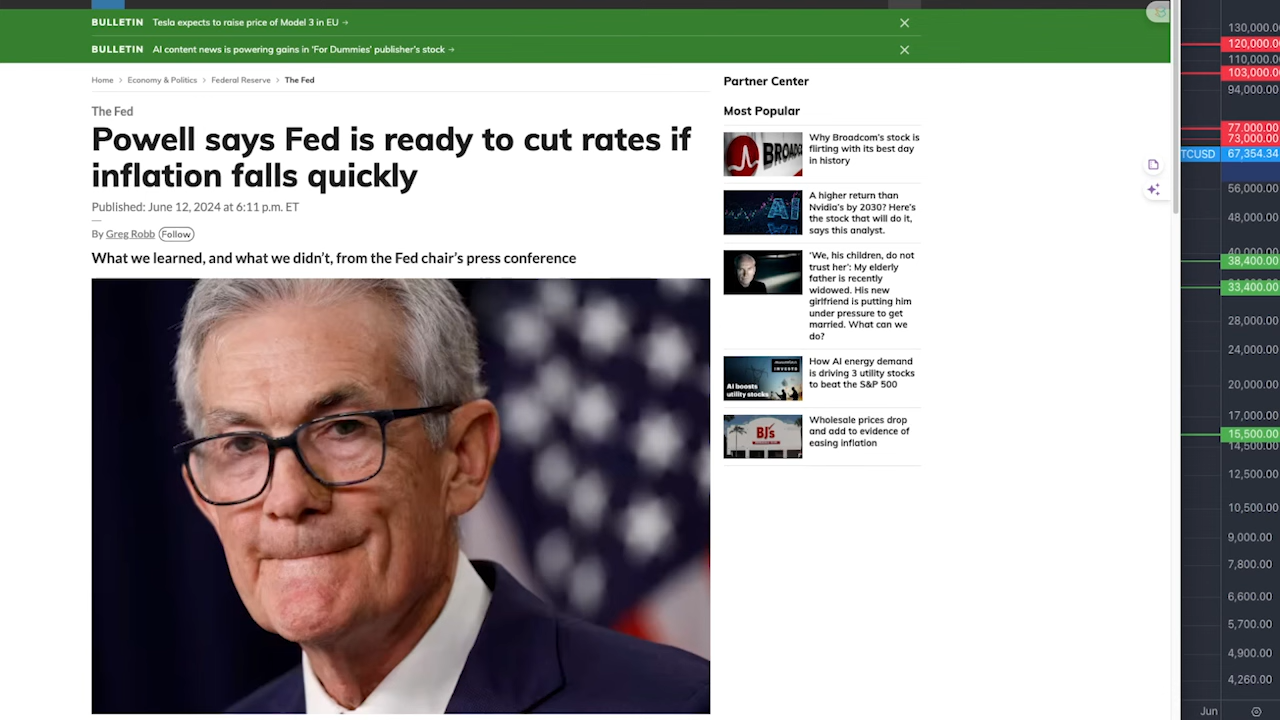 BULLETIN Tesla expects to raise price of Model 3 in EU →
BULLETIN AI content news is powering gains in 'For Dummies' publisher's stock →
Home > Economy & Politics > Federal Reserve > The Fed
The Fed
Powell says Fed is ready to cut rates if
inflation falls quickly
Published: June 12, 2024 at 6:11 p.m. ET
By Greg Robb Follow
What we learned, and what we didn't, from the Fed chair's press conference
Partner Center
Most Popular
Why Broadcom's stock is
flirting with its best day
in history
A higher return than
Nvidia's by 2030? Here's
the stock that will do it,
says this analyst.
'We, his children, do not
trust her': My elderly
father is recently
widowed. His new
girlfriend is putting him
under pressure to get
married. What can we
do?
AI boosts
utility stocks
How AI energy demand
is driving 3 utility stocks
to beat the S&P 500
BJ's
Wholesale prices drop
and add to evidence of
easing inflation
130,000.0
120,000.0
110,000.0
103,000.0
94,000.00
77,000.00
73,000.00
TCUSD 67,354.34
56,000.00
48,000.00
40,000.00
38,400.00
33,400.00
28,000.00
24,000.00
20,000.00
17,000.00
15,500.00
14,500.00
12,500.00
10,500.00
9,000.00
7,800.00
6,600.00
5,700.00
4,900.00
4,260.00
Jun